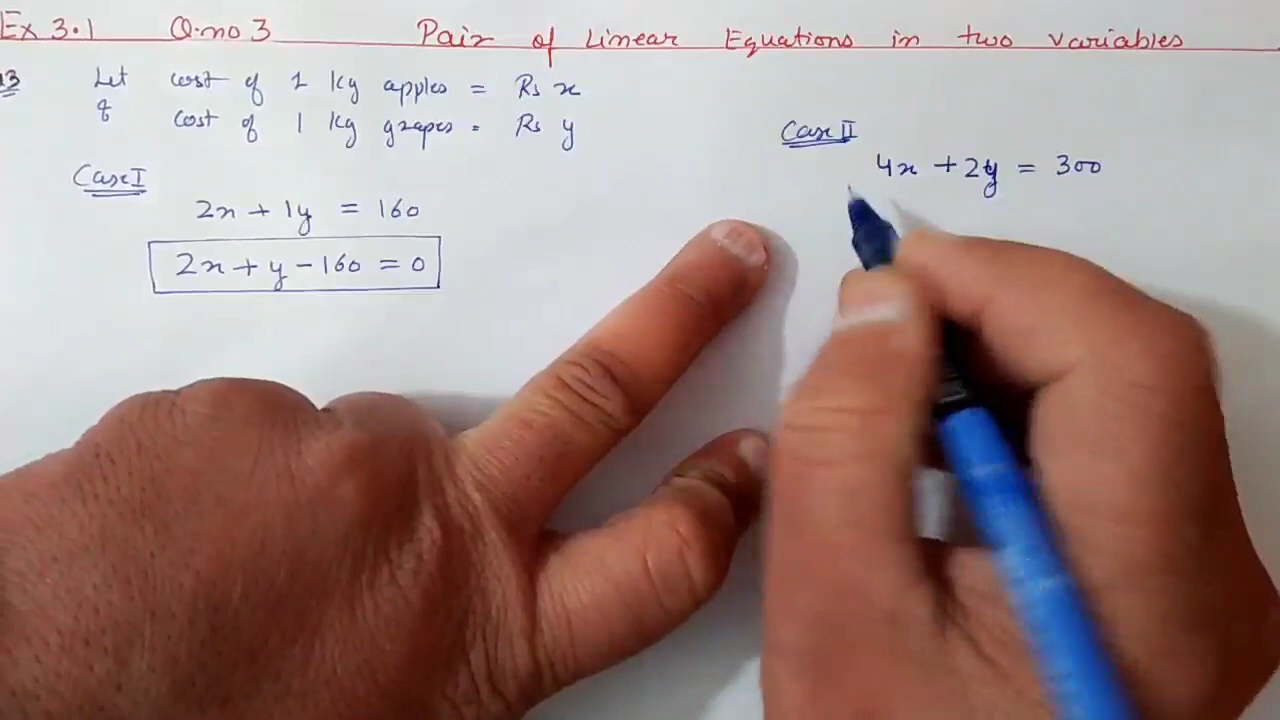 Ex 3.1 Q.no 3 Pair of Linear Equations in two variables
Let cost of 1 kg apples = Rs x
& cost of 1 kg grapes = Rs y
Case I
2x + 1y = 160
2x + y - 160 = 0
Case II
4x + 2y = 300